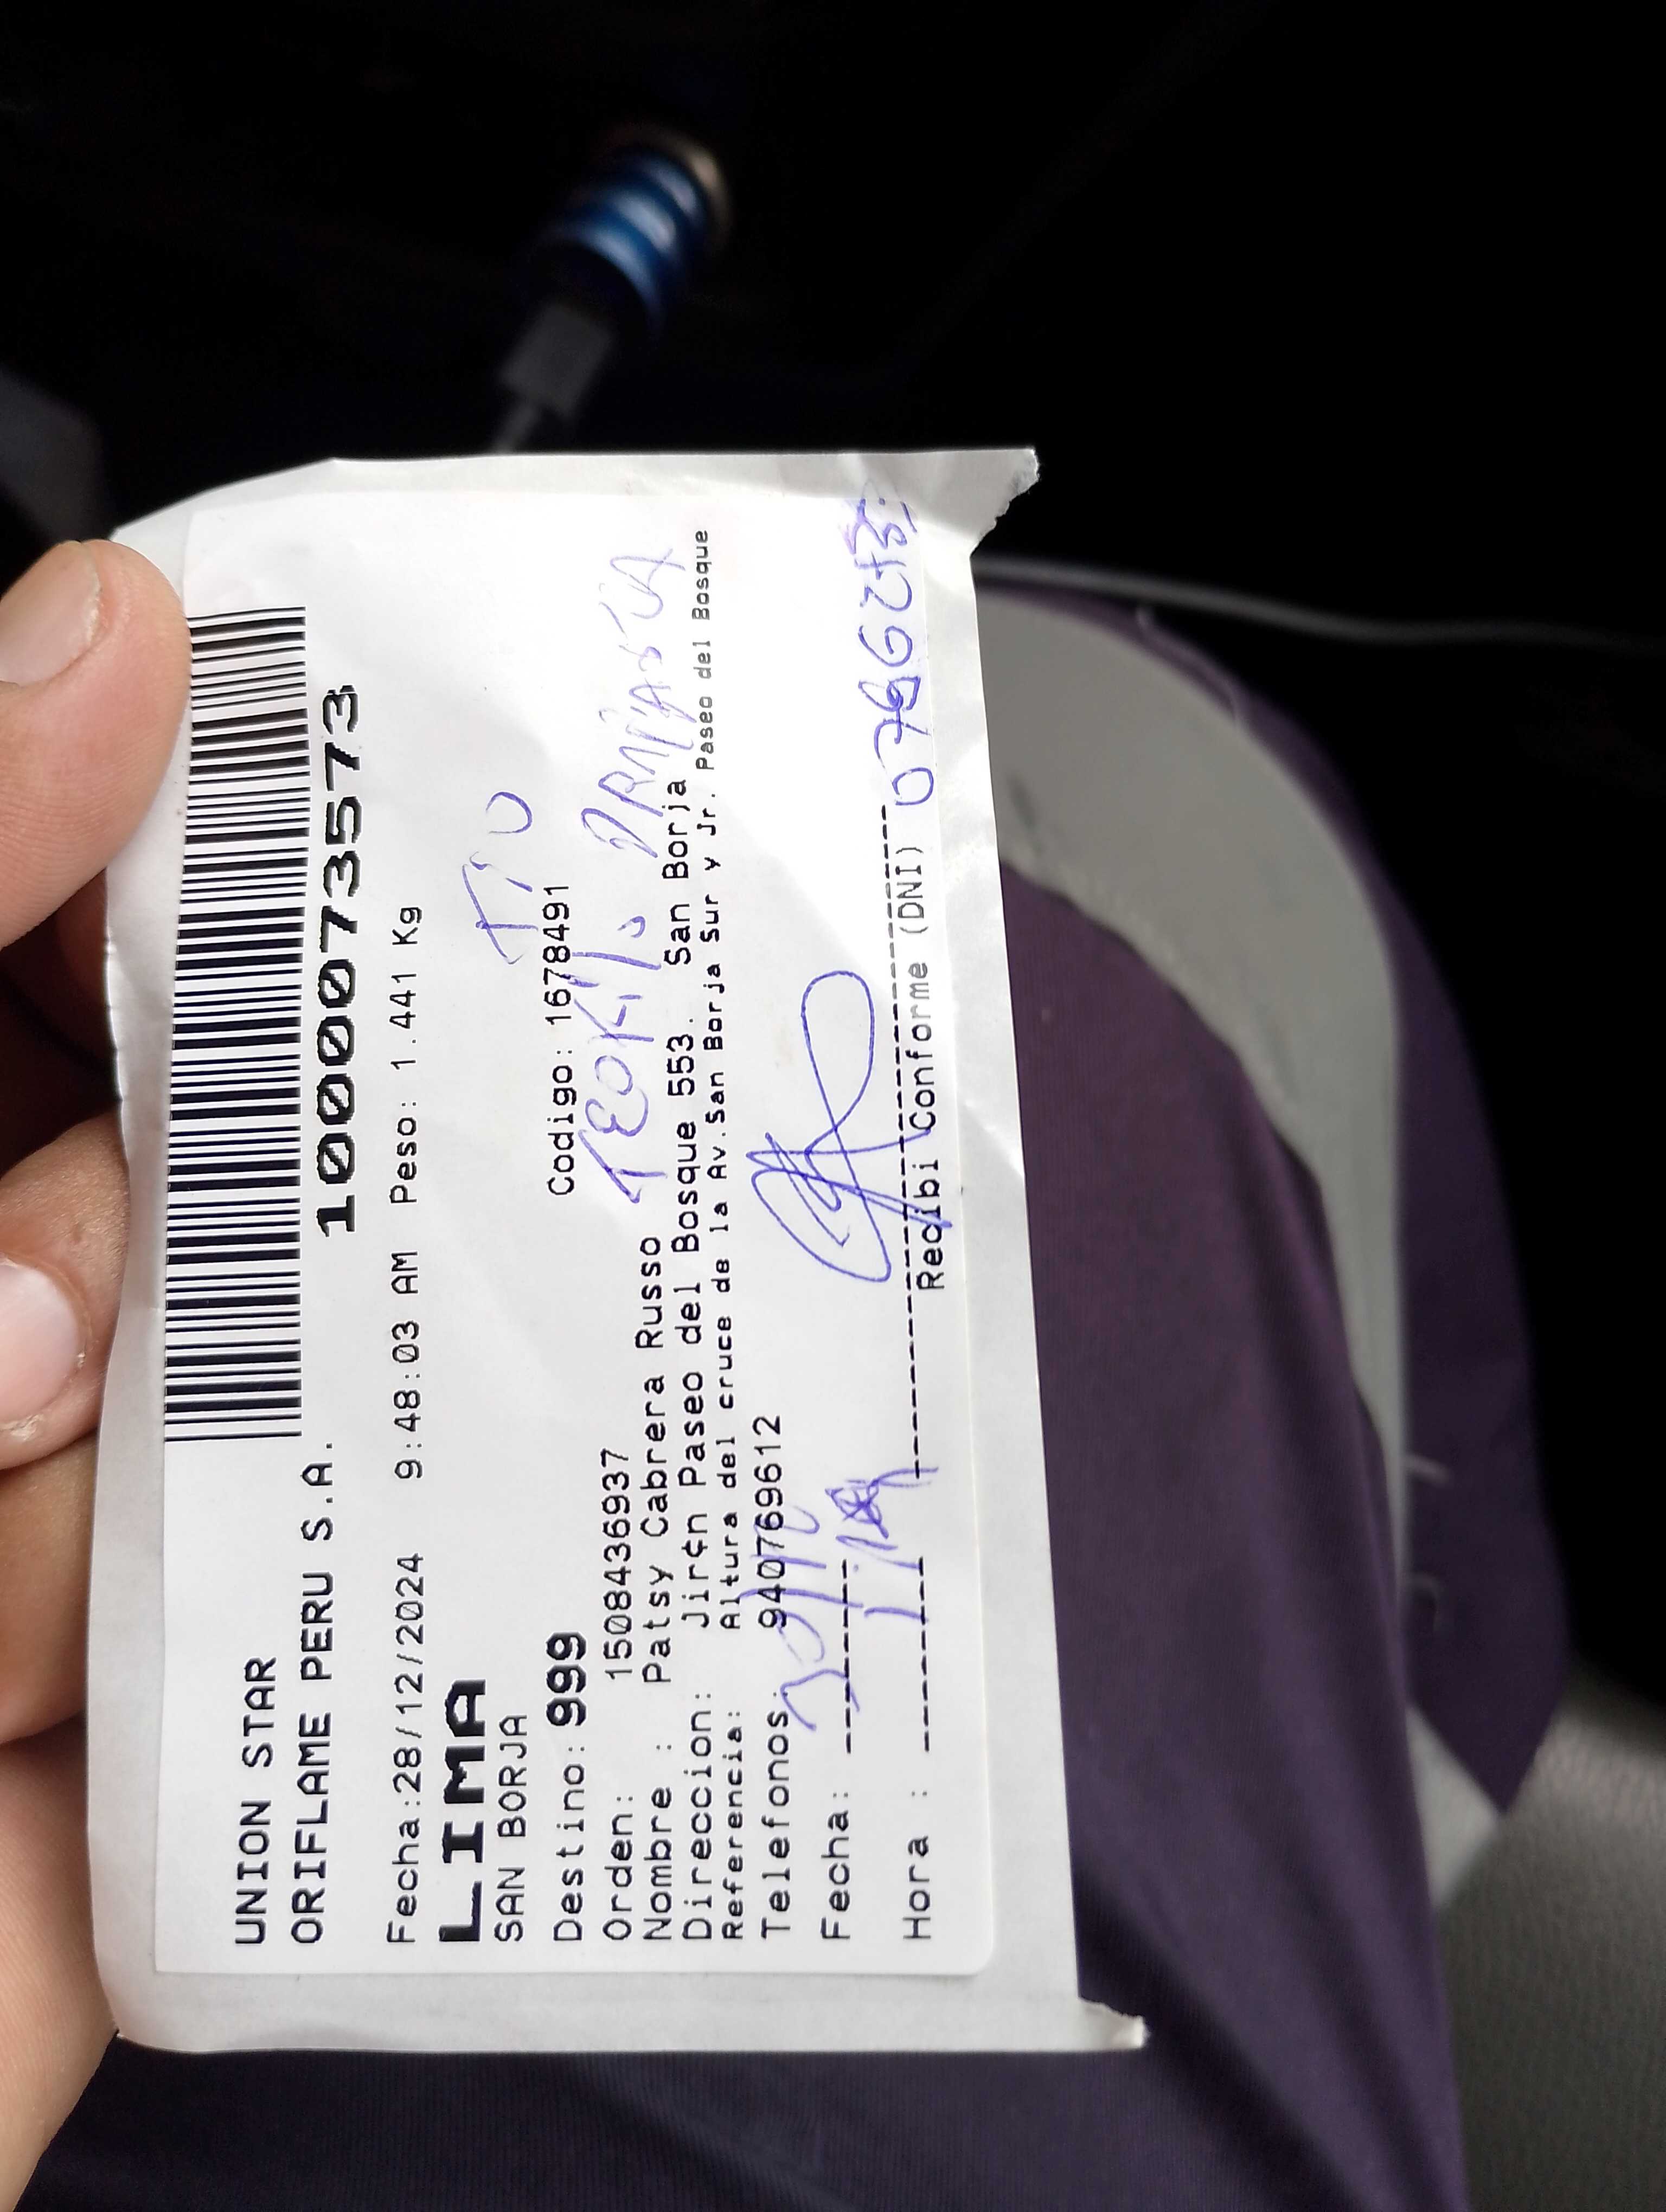 UNION STAR
ORIFLAME PERU S.A.
1000073573
Fecha:28/12/2024 9:48:03 AM Peso: 1.441 Kg
LIMA
SAN BORJA
TIO
Destino: 999 Codigo: 1678491
Orden: 1508436937
Nombre : Patsy Cabrera Russo
Direccion: Jir¢n Paseo del Bosque 553. San Borja
Referencia: Altura del cruce de la Av.San Borja Sur y Jr. Paseo del Bosque
Telefonos: 940769612
Fecha:
Hora :
Recibi Conforme (DNI)